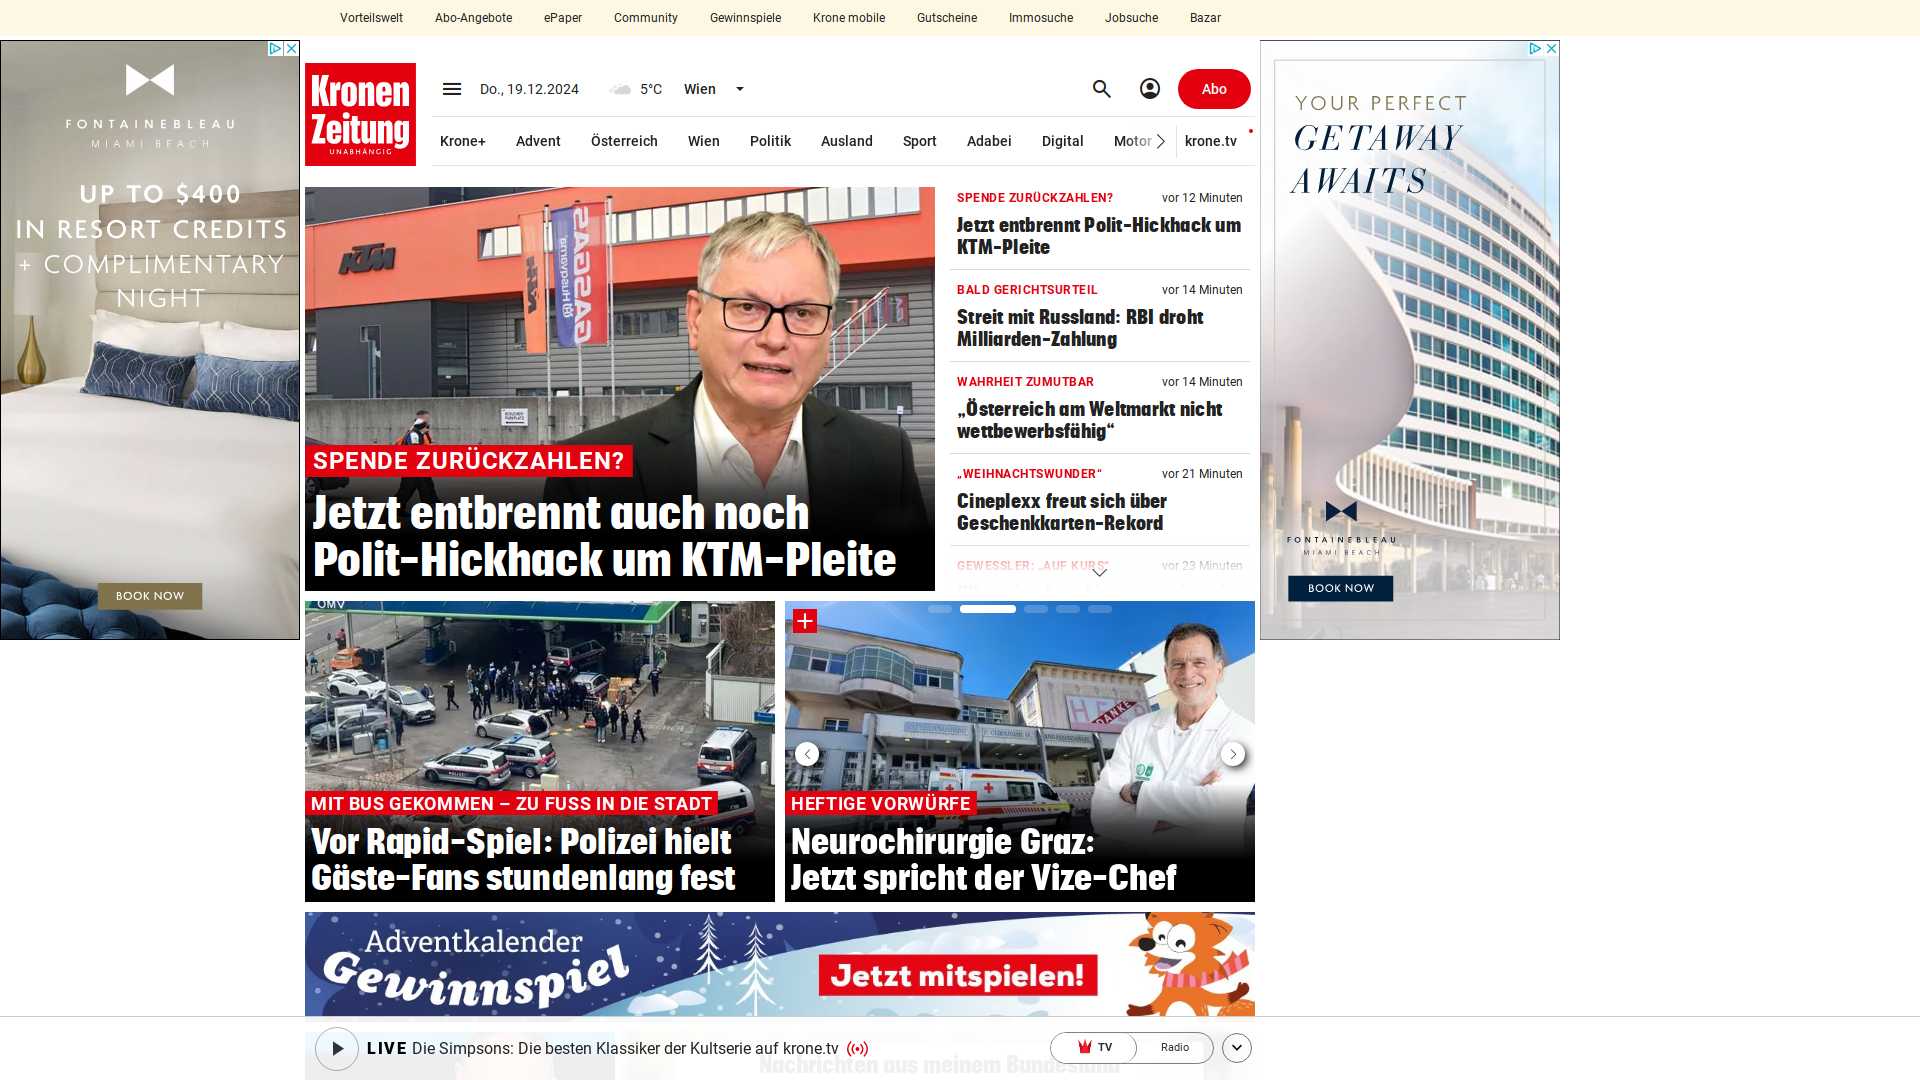 Vorteilswelt Abo-Angebote ePaper Community Gewinnspiele Krone mobile Gutscheine Immosuche Jobsuche Bazar
Kronen
Zeitung
UNABHÄNGIG
Do., 19.12.2024 5°C Wien Abo
Krone+ Advent Österreich Wien Politik Ausland Sport Adabei Digital Motor krone.tv
FONTAINEBLEAU
MIAMI BEACH
UP TO $400
IN RESORT CREDITS
+ COMPLIMENTARY
NIGHT
BOOK NOW
KTM
SPENDE ZURÜCKZAHLEN?
Jetzt entbrennt auch noch
Polit-Hickhack um KTM-Pleite
SPENDE ZURÜCKZAHLEN? vor 12 Minuten
Jetzt entbrennt Polit-Hickhack um
KTM-Pleite
BALD GERICHTSURTEIL vor 14 Minuten
Streit mit Russland: RBI droht
Milliarden-Zahlung
WAHRHEIT ZUMUTBAR vor 14 Minuten
„Österreich am Weltmarkt nicht
wettbewerbsfähig“
„WEIHNACHTSWUNDER“ vor 21 Minuten
Cineplexx freut sich über
Geschenkkarten-Rekord
GEWESSLER: „AUF KURS“ vor 23 Minuten
YOUR PERFECT
GETAWAY
AWAITS
FONTAINEBLEAU
MIAMI BEACH
BOOK NOW
OMV
MIT BUS GEKOMMEN – ZU FUSS IN DIE STADT
Vor Rapid-Spiel: Polizei hielt
Gäste-Fans stundenlang fest
DANKE
HEFTIGE VORWÜRFE
Neurochirurgie Graz:
Jetzt spricht der Vize-Chef
Adventkalender
Gewinnspiel
Jetzt mitspielen!
LIVE Die Simpsons: Die besten Klassiker der Kultserie auf krone.tv TV Radio
Nachrichten aus meinem Bundesland